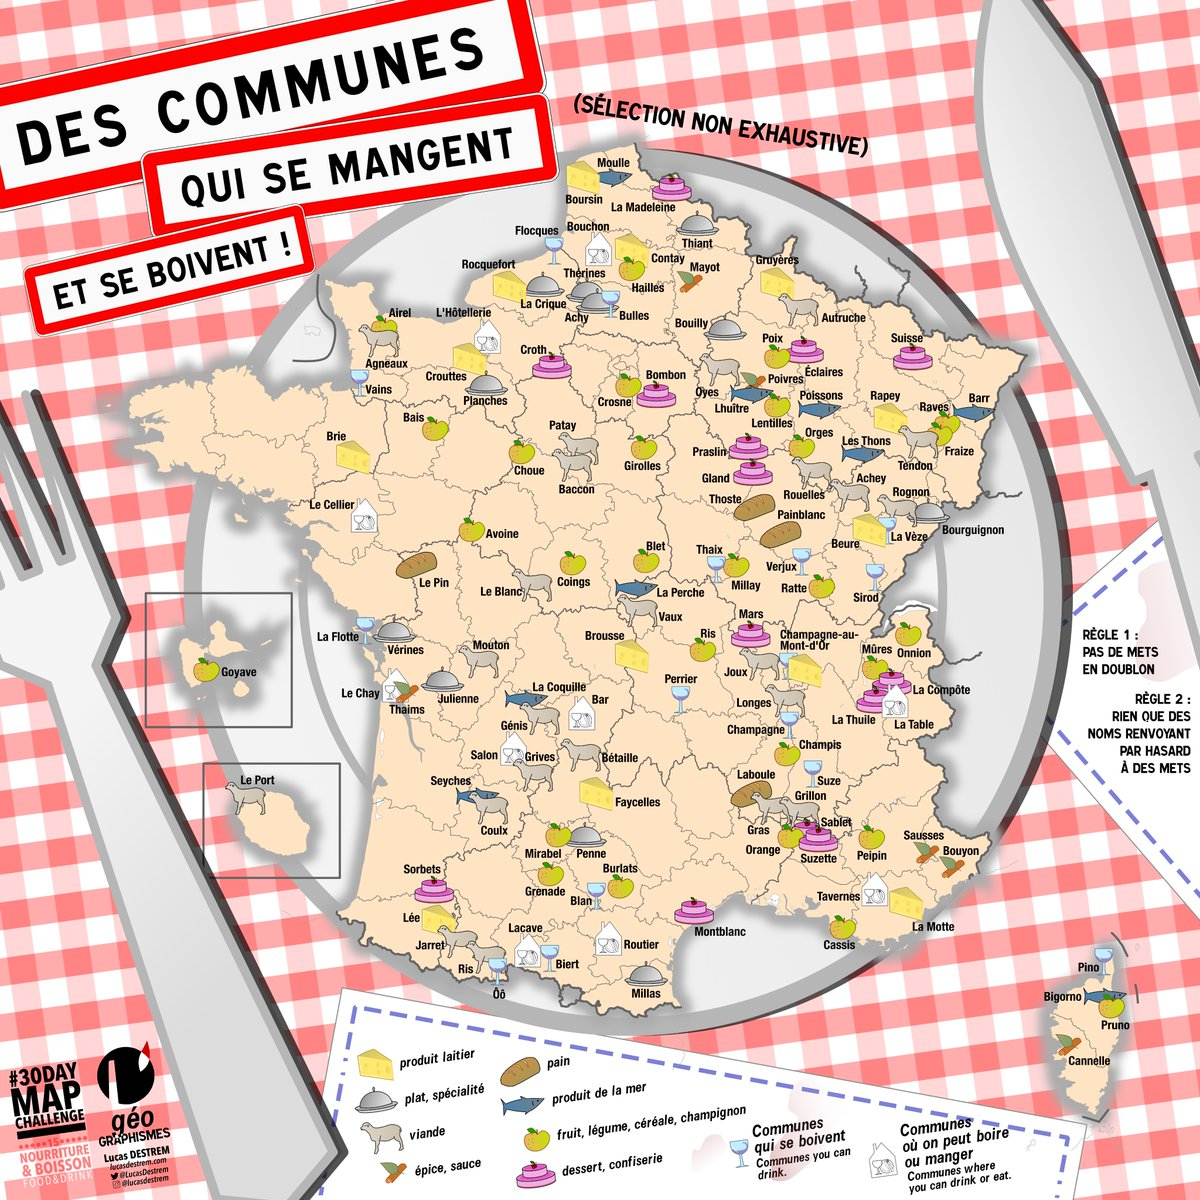 DES COMMUNES
QUI SE MANGENT
ET SE BOIVENT !
(SÉLECTION NON EXHAUSTIVE)
Moulle
Boursin
La Madeleine
Flocques
Bouchon
Thiant
Contay
Rocquefort
Thérines
Hailles
Mayot
Gruyères
La Crique
Achy
Bulles
Autruche
Airel
L'Hôtellerie
Bouilly
Agneaux
Croth
Poix
Suisse
Crouttes
Éclaires
Vains
Planches
Bombon
Crosne
Oyes
Poivres
Poissons
Rapey
Barr
Lhuître
Raves
Lentilles
Bais
Patay
Orges
Les Thons
Brie
Choue
Girolles
Praslin
Fraize
Tendon
Gland
Achey
Baccon
Rouelles
Rognon
Le Cellier
Thoste
Painblanc
Bourguignon
Avoine
Beure
La Vèze
Blet
Thaix
Verjux
Le Pin
Coings
Millay
Ratte
Sirod
Le Blanc
La Perche
Vaux
Mars
La Flotte
Brousse
Ris
Champagne-au-
Mont-d'Or
Vérines
Mouton
Onnion
Mûres
Goyave
Joux
Le Chay
Julienne
La Coquille
Perrier
La Compôte
Thaims
Bar
Longes
La Thuile
La Table
Génis
Champagne
Salon
Grives
Bétaille
Champis
Le Port
Seyches
Laboule
Suze
Faycelles
Grillon
Coulx
Gras
Sablet
Orange
Sausses
Mirabel
Penne
Suzette
Peipin
Bouyon
Sorbets
Burlats
Grenade
Blan
Tavernes
Lée
La Motte
Lacave
Montblanc
Cassis
Jarret
Routier
Ris
Biert
Ôô
Millas
Pino
Bigorno
Pruno
Cannelle
RÈGLE 1 :
PAS DE METS
EN DOUBLON
RÈGLE 2 :
RIEN QUE DES
NOMS RENVOYANT
PAR HASARD
À DES METS
produit laitier
plat, spécialité
viande
épice, sauce
pain
produit de la mer
fruit, légume, céréale, champignon
dessert, confiserie
Communes
qui se boivent
Communes you can
drink.
Communes
où on peut boire
ou manger
Communes where
you can drink or eat.
#30DAY
MAP
CHALLENGE
15
NOURRITURE
& BOISSON
FOOD&DRINK
géo
GRAPHISMES
Lucas DESTREM
lucasdestrem.com
@LucasDestrem
@lucasdestrem